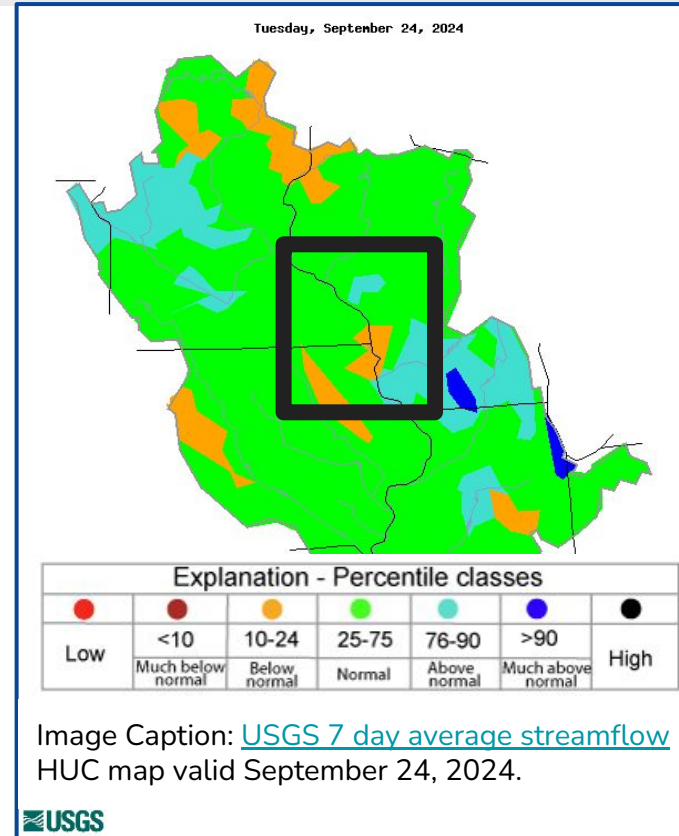 Tuesday, September 24, 2024
Explanation - Percentile classes
Low
<10
10-24
25-75
76-90
>90
High
Much below
normal
Below
normal
Normal
Above
normal
Much above
normal
Image Caption: USGS 7 day average streamflow
HUC map valid September 24, 2024.
USGS